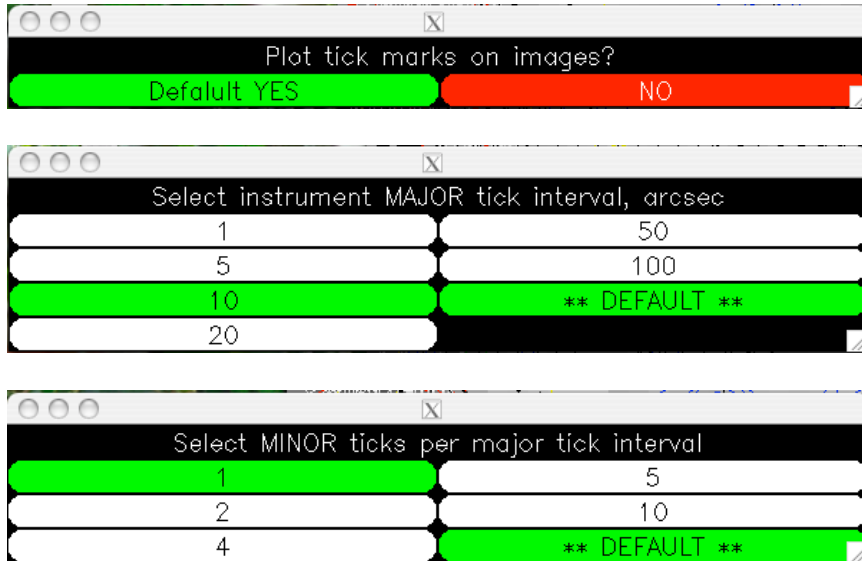 X
Plot tick marks on images?
Defalult YES NO
X
Select instrument MAJOR tick interval, arcsec
1 50
5 100
10 ** DEFAULT **
20
X
Select MINOR ticks per major tick interval
1 5
2 10
4 ** DEFAULT **